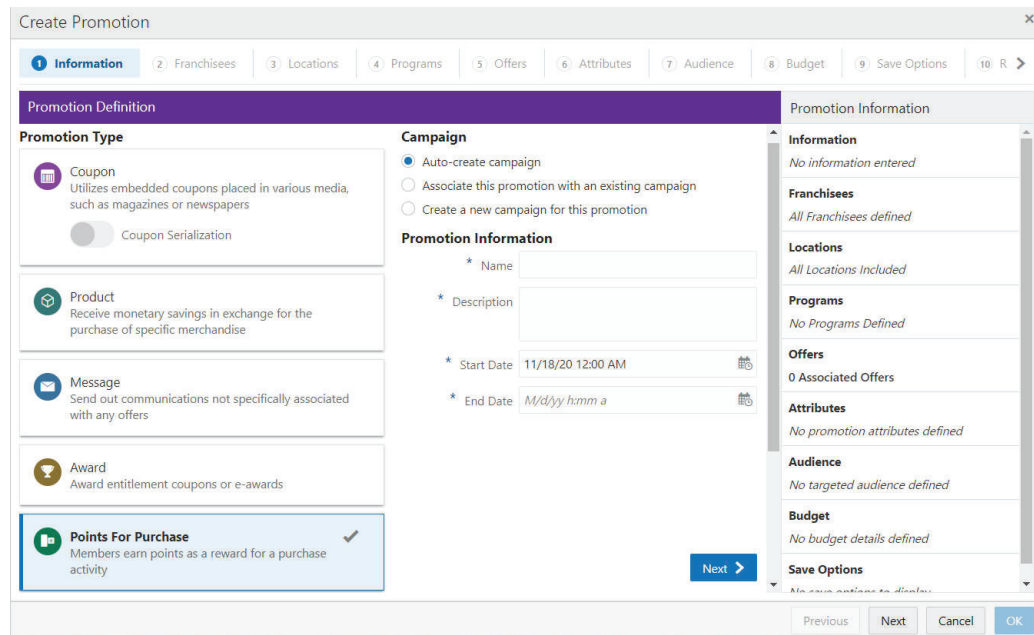 Create Promotion
×
1 Information
2 Franchisees
3 Locations
4 Programs
5 Offers
6 Attributes
7 Audience
8 Budget
9 Save Options
10 R
Promotion Definition
Promotion Type
Coupon
Utilizes embedded coupons placed in various media,
such as magazines or newspapers
Coupon Serialization
Product
Receive monetary savings in exchange for the
purchase of specific merchandise
Message
Send out communications not specifically associated
with any offers
Award
Award entitlement coupons or e-awards
Points For Purchase
Members earn points as a reward for a purchase
activity
Campaign
Auto-create campaign
Associate this promotion with an existing campaign
Create a new campaign for this promotion
Promotion Information
* Name
* Description
* Start Date 11/18/20 12:00 AM
* End Date M/d/yy h:mm a
Next
Promotion Information
Information
No information entered
Franchisees
All Franchisees defined
Locations
All Locations Included
Programs
No Programs Defined
Offers
0 Associated Offers
Attributes
No promotion attributes defined
Audience
No targeted audience defined
Budget
No budget details defined
Save Options
No save options to display
Previous
Next
Cancel
OK